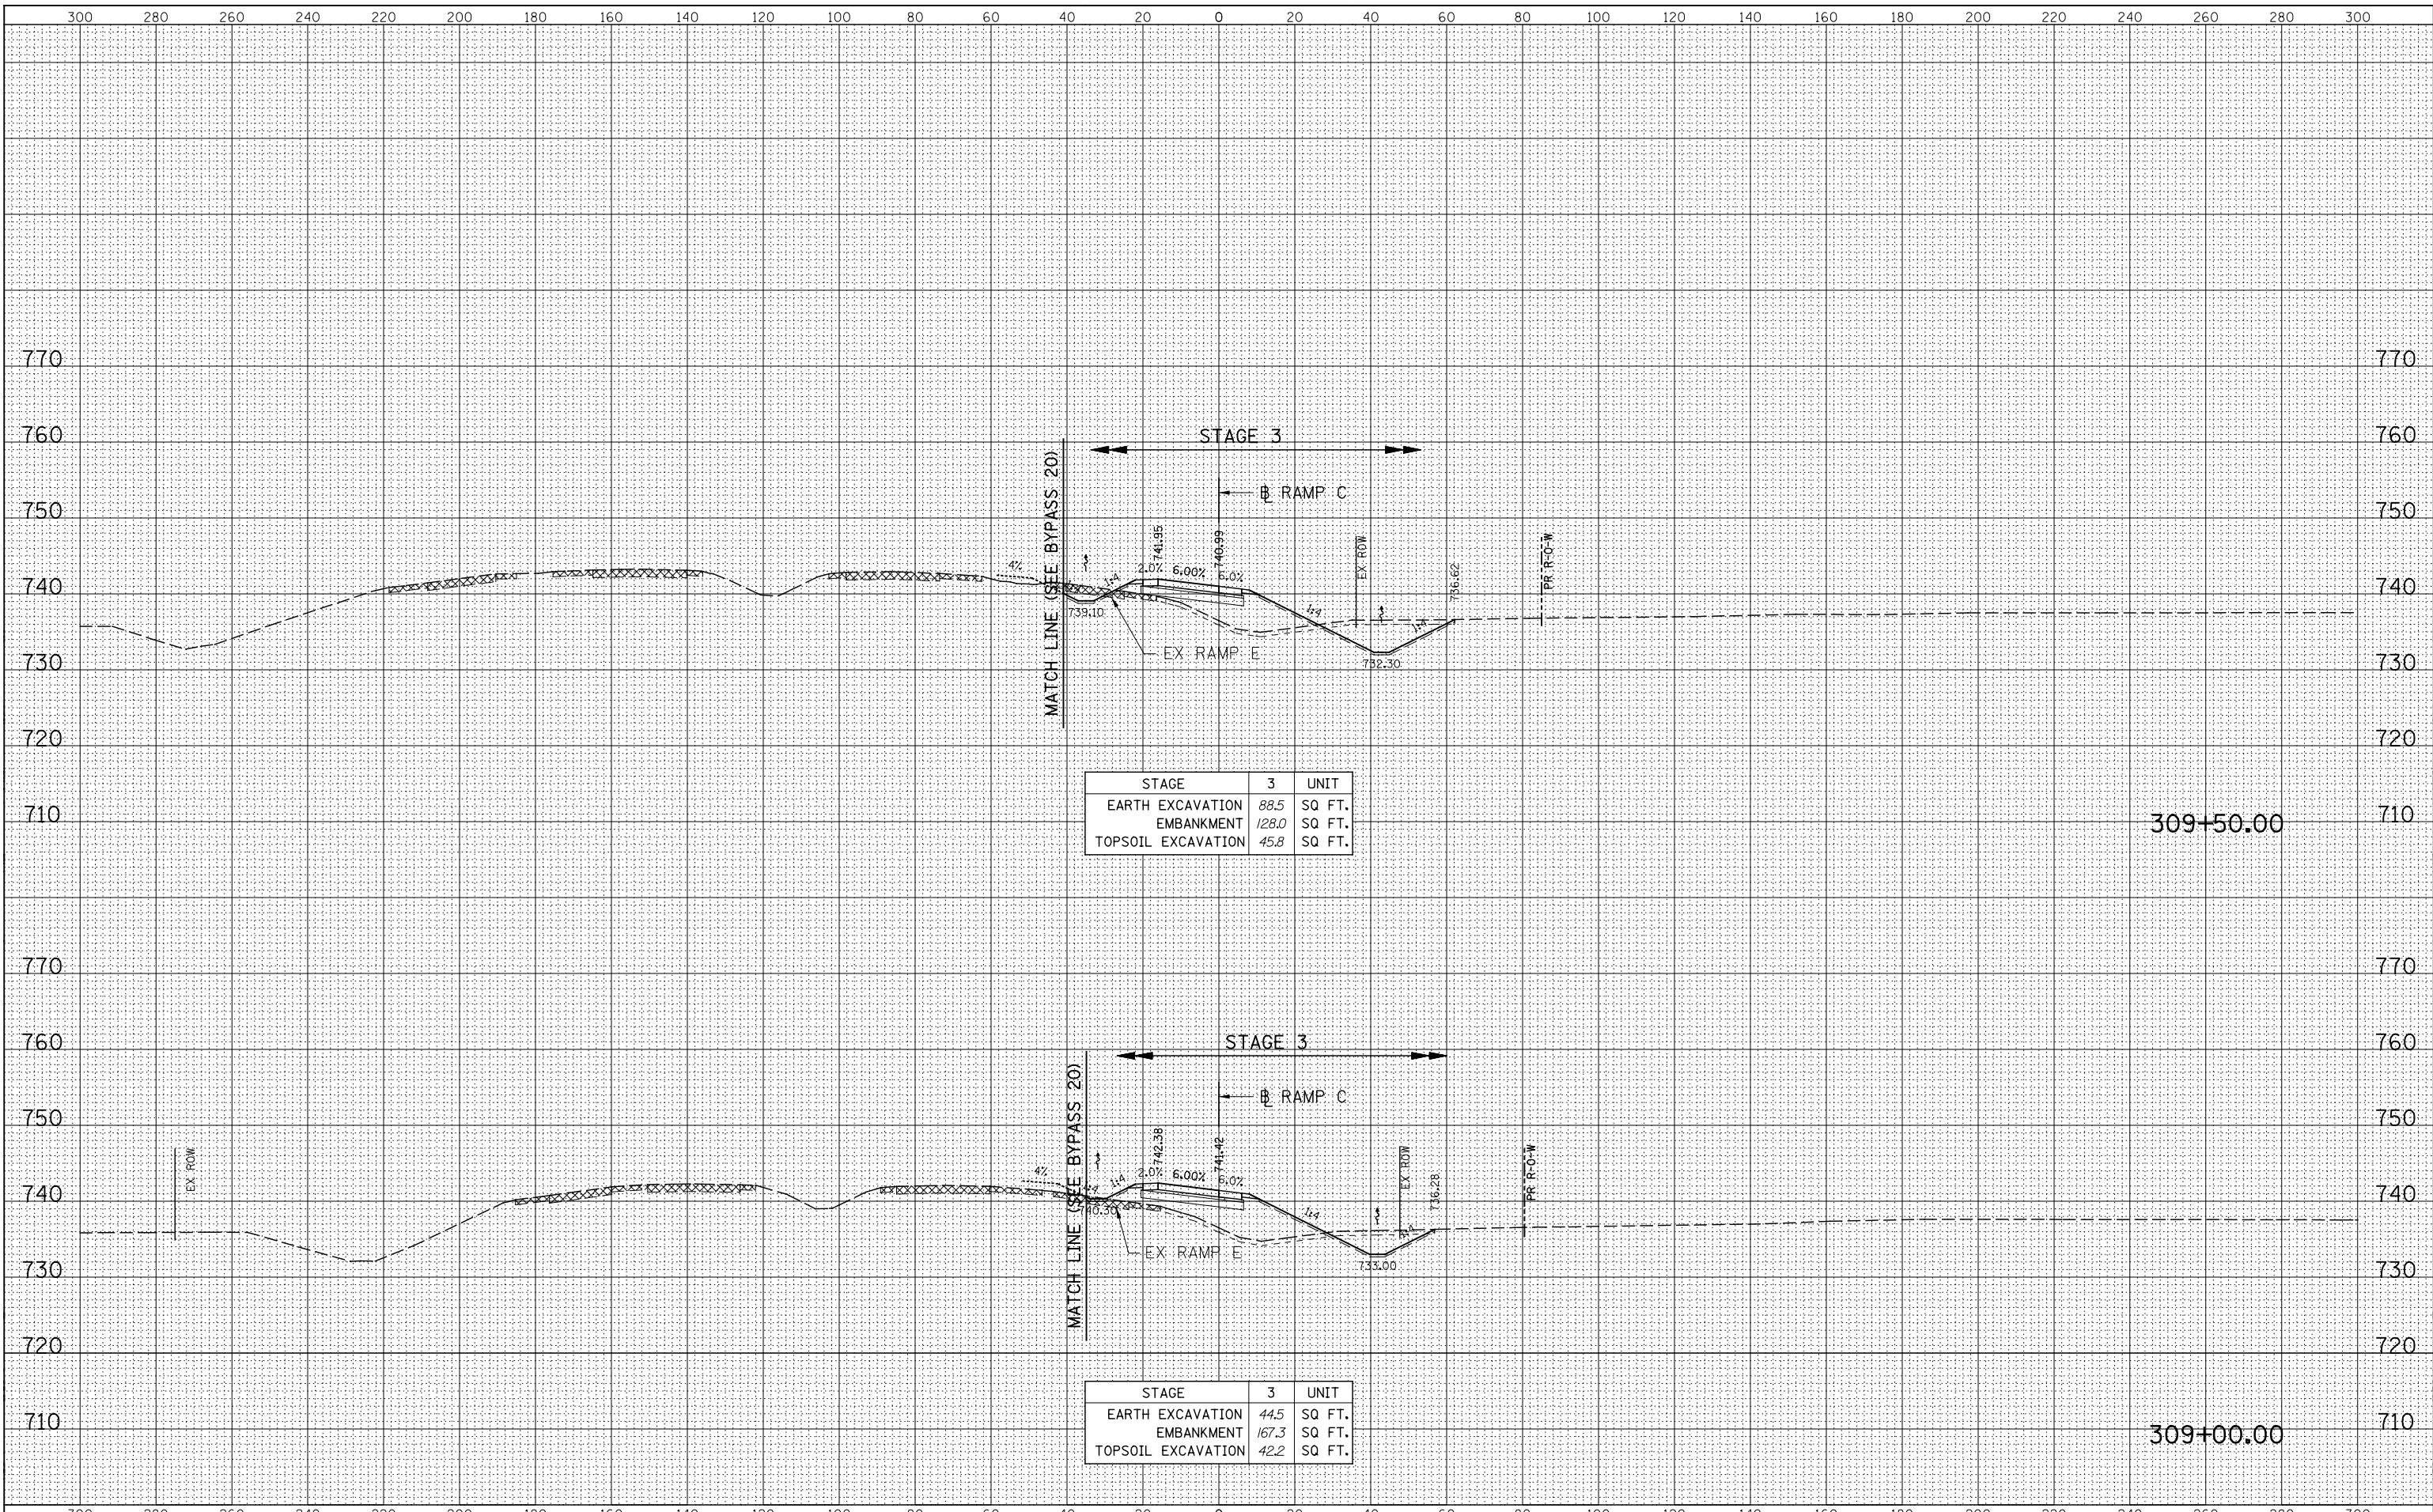 300 280 260 240 220 200 180 160 140 120 100 80 60 40 20 0 20 40 60 80 100 120 140 160 180 200 220 240 260 280 300
770 770
760 760
STAGE 3
MATCH LINE (SEE BYPASS 20)
℄ RAMP C
750 750
741.95
740.99
EX ROW
736.62
PR R-O-W
4% 1:4 2.0% 6.00% 6.0%
740 740
739.10
1:4
1:4
EX RAMP E
732.30
730 730
720 720
STAGE 3 UNIT
EARTH EXCAVATION 88.5 SQ FT.
EMBANKMENT 128.0 SQ FT.
TOPSOIL EXCAVATION 45.8 SQ FT.
710 710
309+50.00
770 770
760 760
STAGE 3
MATCH LINE (SEE BYPASS 20)
℄ RAMP C
750 750
EX ROW
742.38
741.42
EX ROW
736.28
PR R-O-W
4% 1:4 2.0% 6.00% 6.0%
740 740
740.30
1:4
1:4
EX RAMP E
733.00
730 730
720 720
STAGE 3 UNIT
EARTH EXCAVATION 44.5 SQ FT.
EMBANKMENT 167.3 SQ FT.
TOPSOIL EXCAVATION 42.2 SQ FT.
710 710
309+00.00